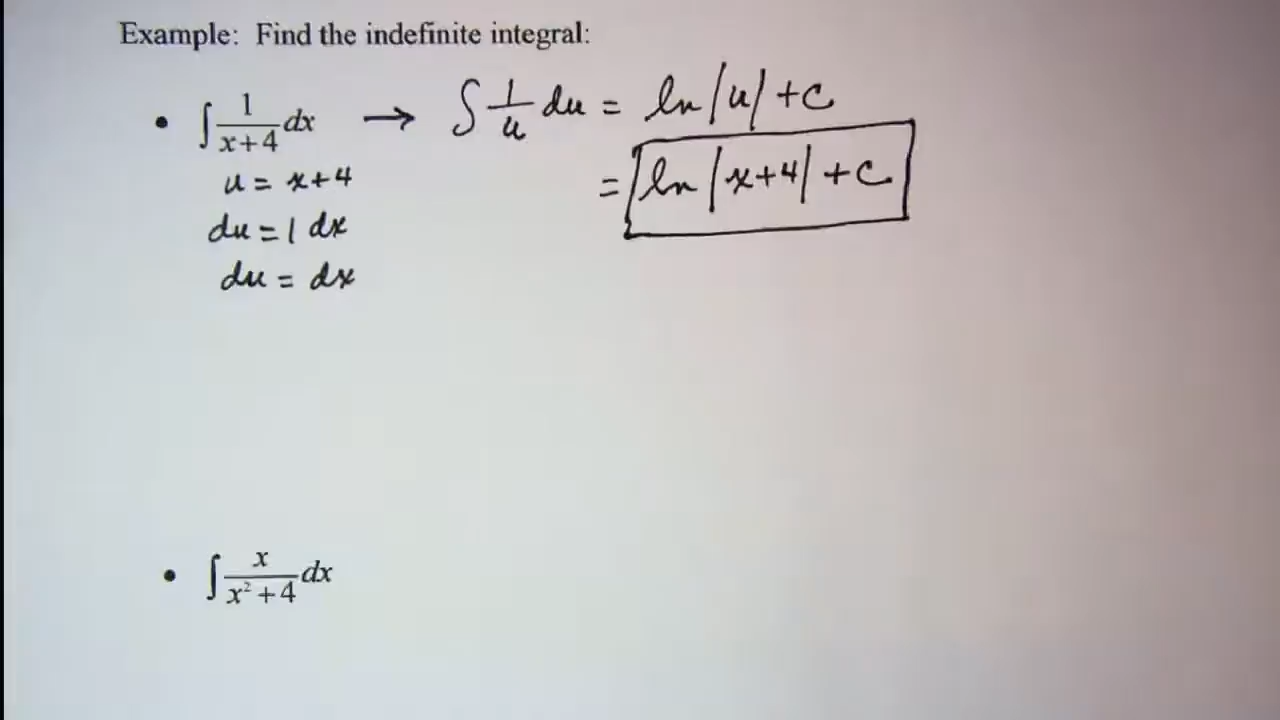 Example: Find the indefinite integral:
• ∫ 1/(x+4) dx → ∫ 1/u du = ln|u| + C
u = x+4
= ln|x+4| + C
du = 1 dx
du = dx
• ∫ x/(x²+4) dx